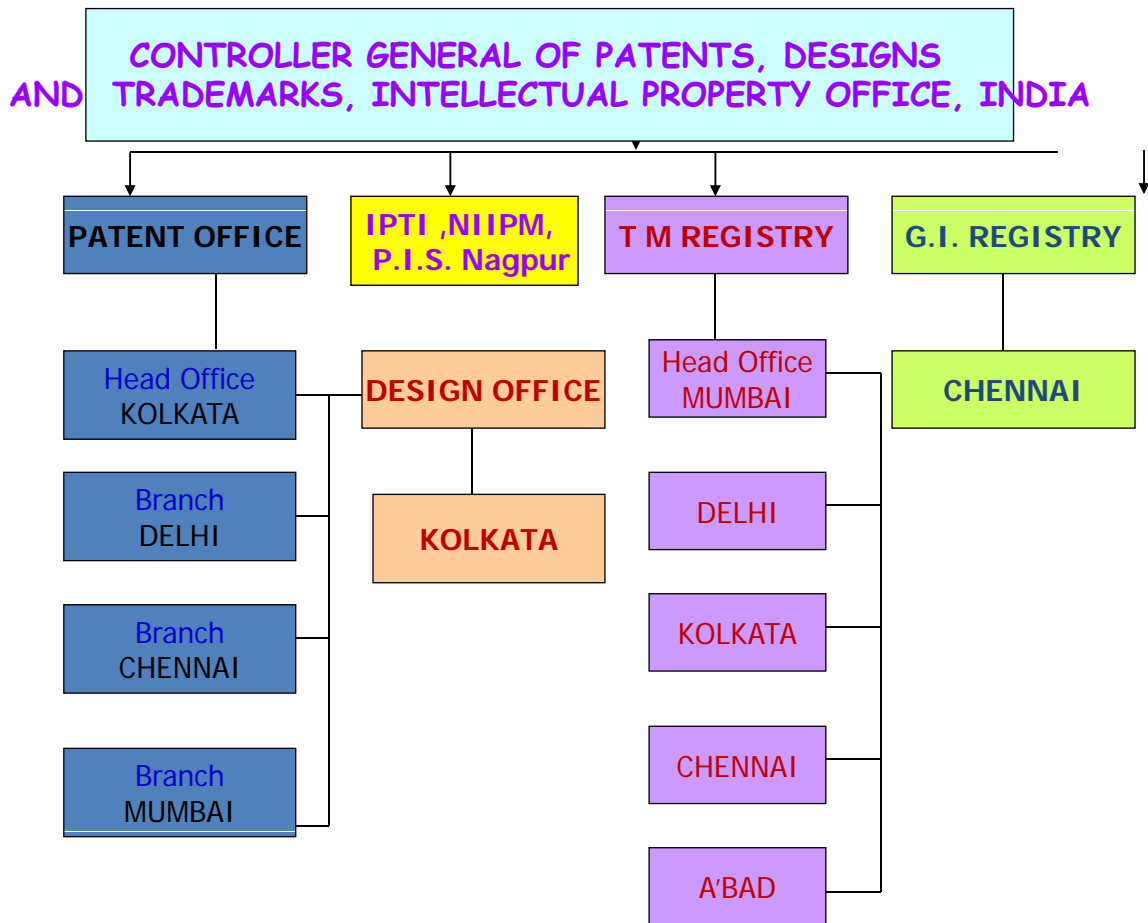 CONTROLLER GENERAL OF PATENTS, DESIGNS
AND TRADEMARKS, INTELLECTUAL PROPERTY OFFICE, INDIA
PATENT OFFICE
IPTI ,NIIPM,
P.I.S. Nagpur
T M REGISTRY
G.I. REGISTRY
Head Office
KOLKATA
DESIGN OFFICE
Head Office
MUMBAI
CHENNAI
Branch
DELHI
KOLKATA
DELHI
Branch
CHENNAI
KOLKATA
Branch
MUMBAI
CHENNAI
A'BAD